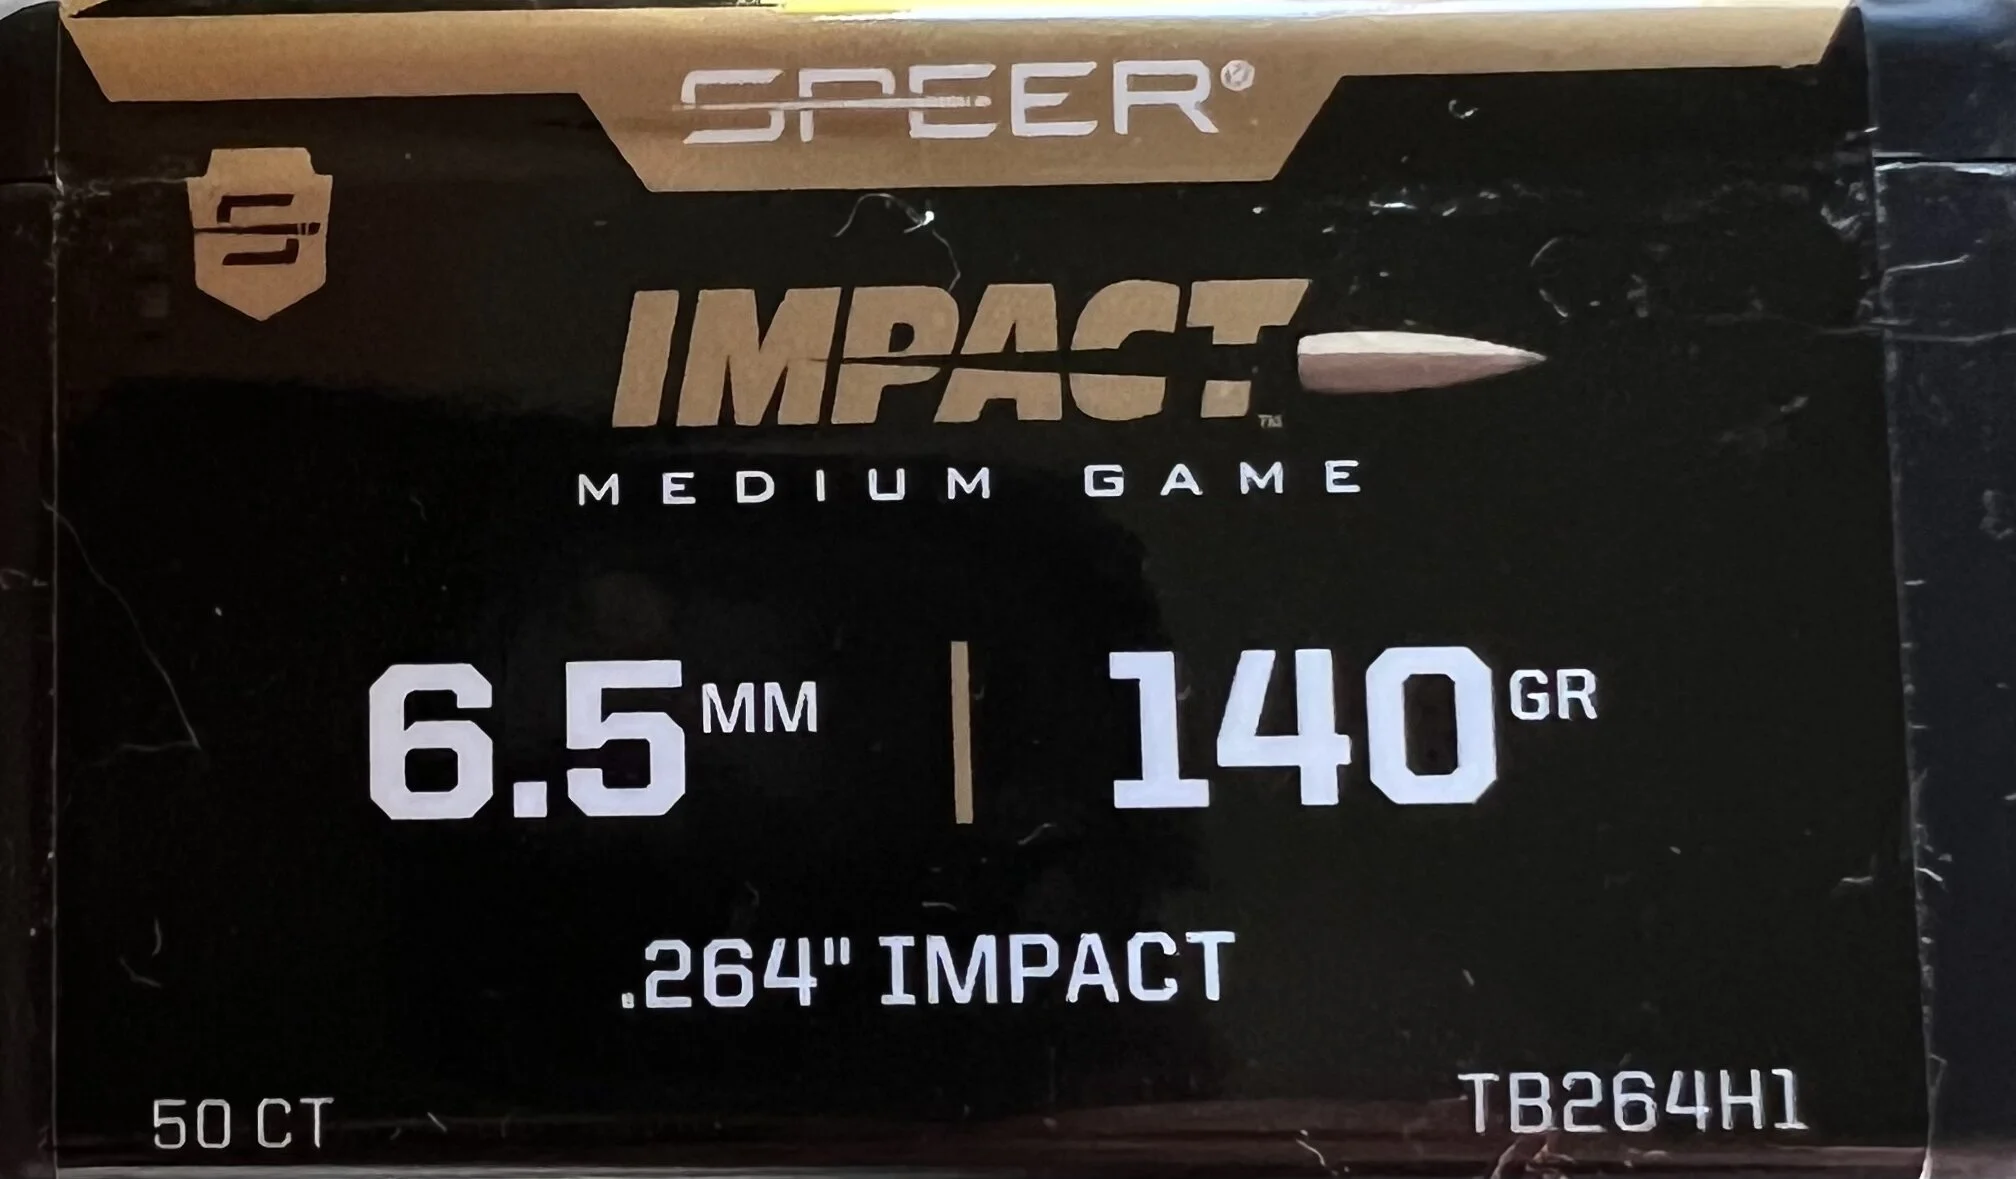 SPEER®
IMPACT™
MEDIUM GAME
6.5MM | 140GR
.264" IMPACT
50 CT
TB264H1